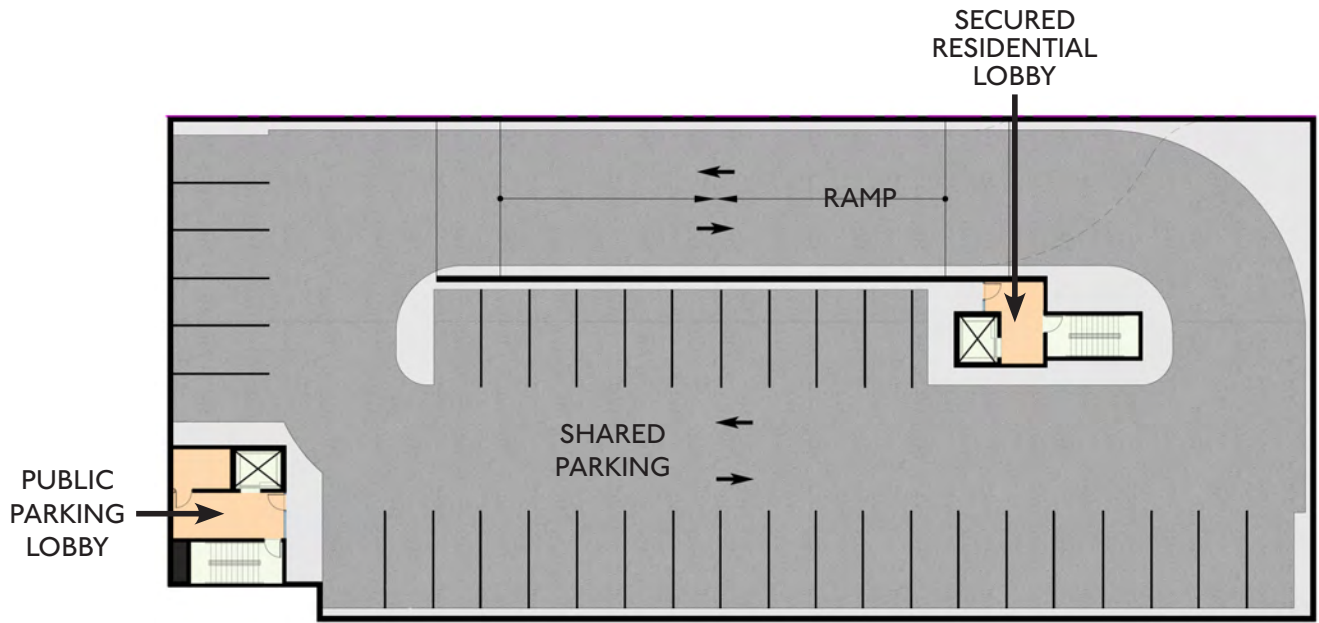 SECURED
RESIDENTIAL
LOBBY
RAMP
SHARED
PARKING
PUBLIC
PARKING
LOBBY